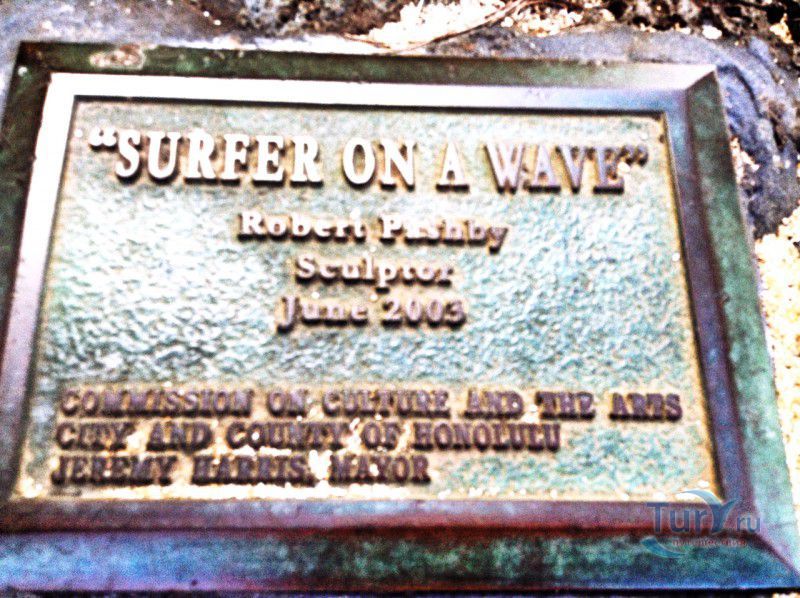 “SURFER ON A WAVE”
Robert Pashby
Sculptor
June 2003
COMMISSION ON CULTURE AND THE ARTS
CITY AND COUNTY OF HONOLULU
JEREMY HARRIS, MAYOR
TurY.ru